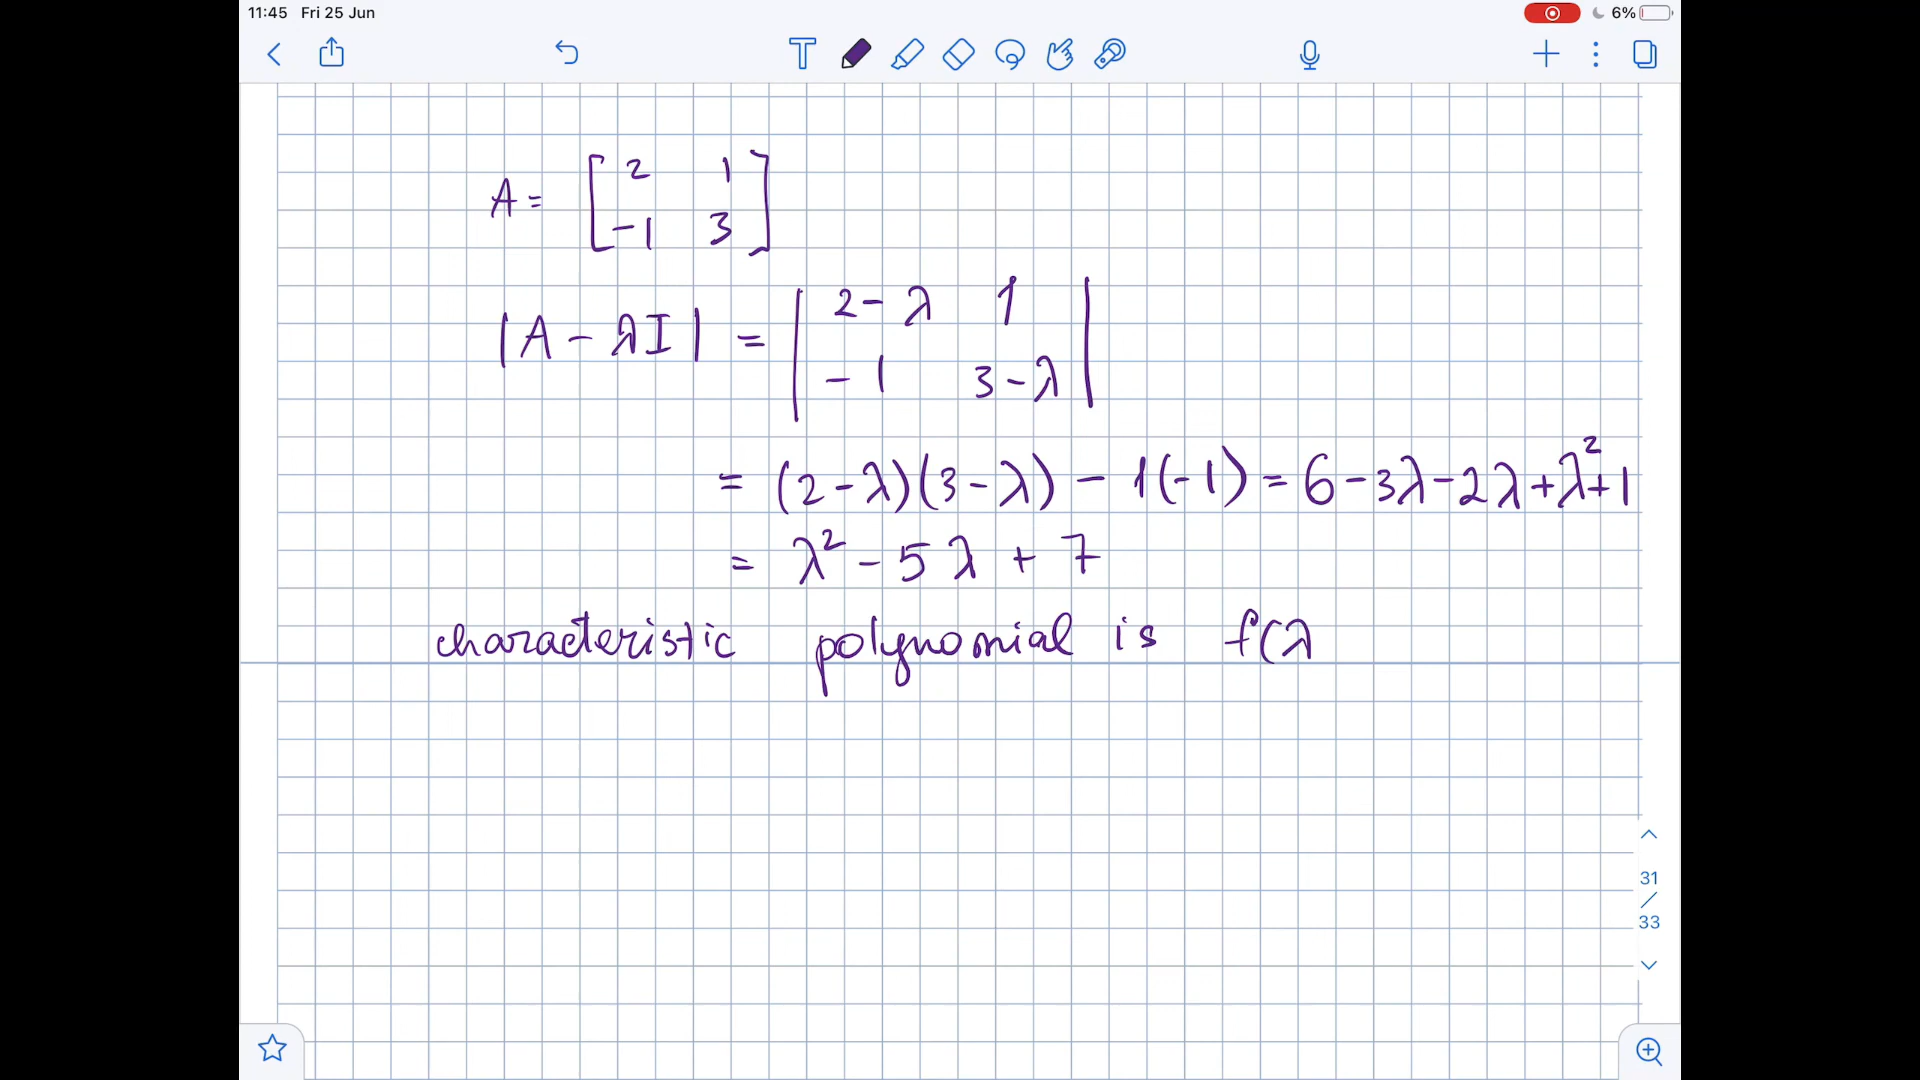 11:45 Fri 25 Jun 6%
T
A = [ 2 1
-1 3 ]
|A - λI| = | 2 - λ 1
- 1 3 - λ |
= (2 - λ)(3 - λ) - 1(-1) = 6 - 3λ - 2λ + λ² + 1
= λ² - 5λ + 7
characteristic polynomial is f(λ
31
/
33